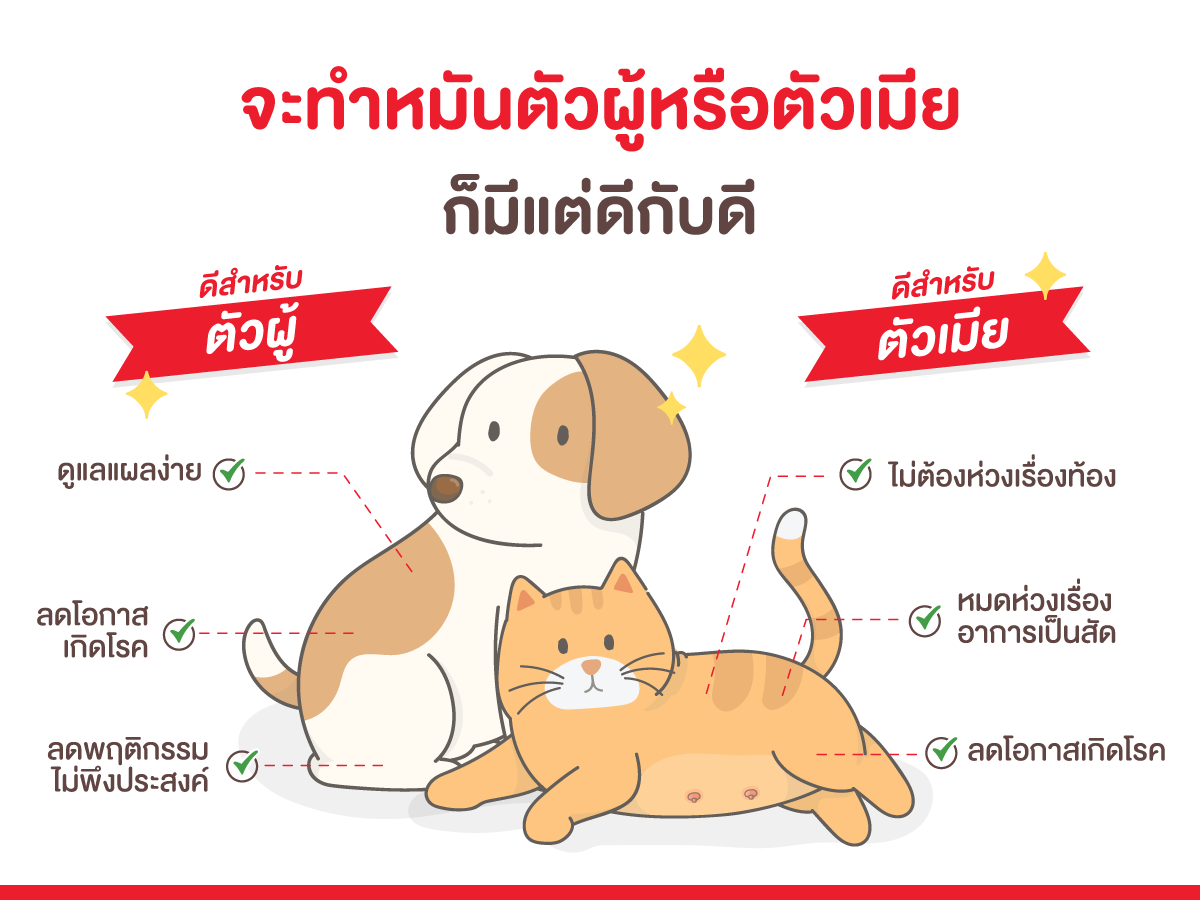 จะทำหมันตัวผู้หรือตัวเมีย
ก็มีแต่ดีกับดี
ดีสำหรับ
ตัวผู้
ดูแลแผลง่าย
ลดโอกาส
เกิดโรค
ลดพฤติกรรม
ไม่พึงประสงค์
ดีสำหรับ
ตัวเมีย
ไม่ต้องห่วงเรื่องท้อง
หมดห่วงเรื่อง
อาการเป็นสัด
ลดโอกาสเกิดโรค